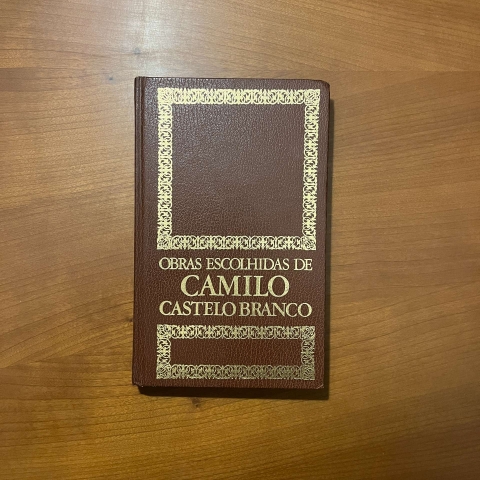 OBRAS ESCOLHIDAS DE
CAMILO
CASTELO BRANCO